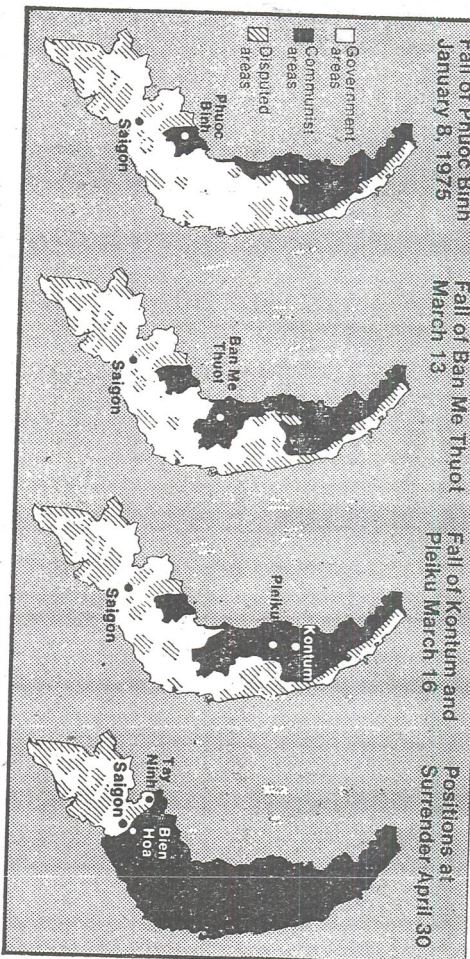 Fall of Phuoc Binh
January 8, 1975
Government
areas
Communist
areas
Disputed
areas
Phuoc
Binh
Saigon
Fall of Ban Me Thuot
March 13
Ban Me
Thuot
Saigon
Fall of Kontum and
Pleiku March 16
Kontum
Pleiku
Saigon
Positions at
Surrender April 30
Tay
Ninh
Saigon
Bien
Hoa